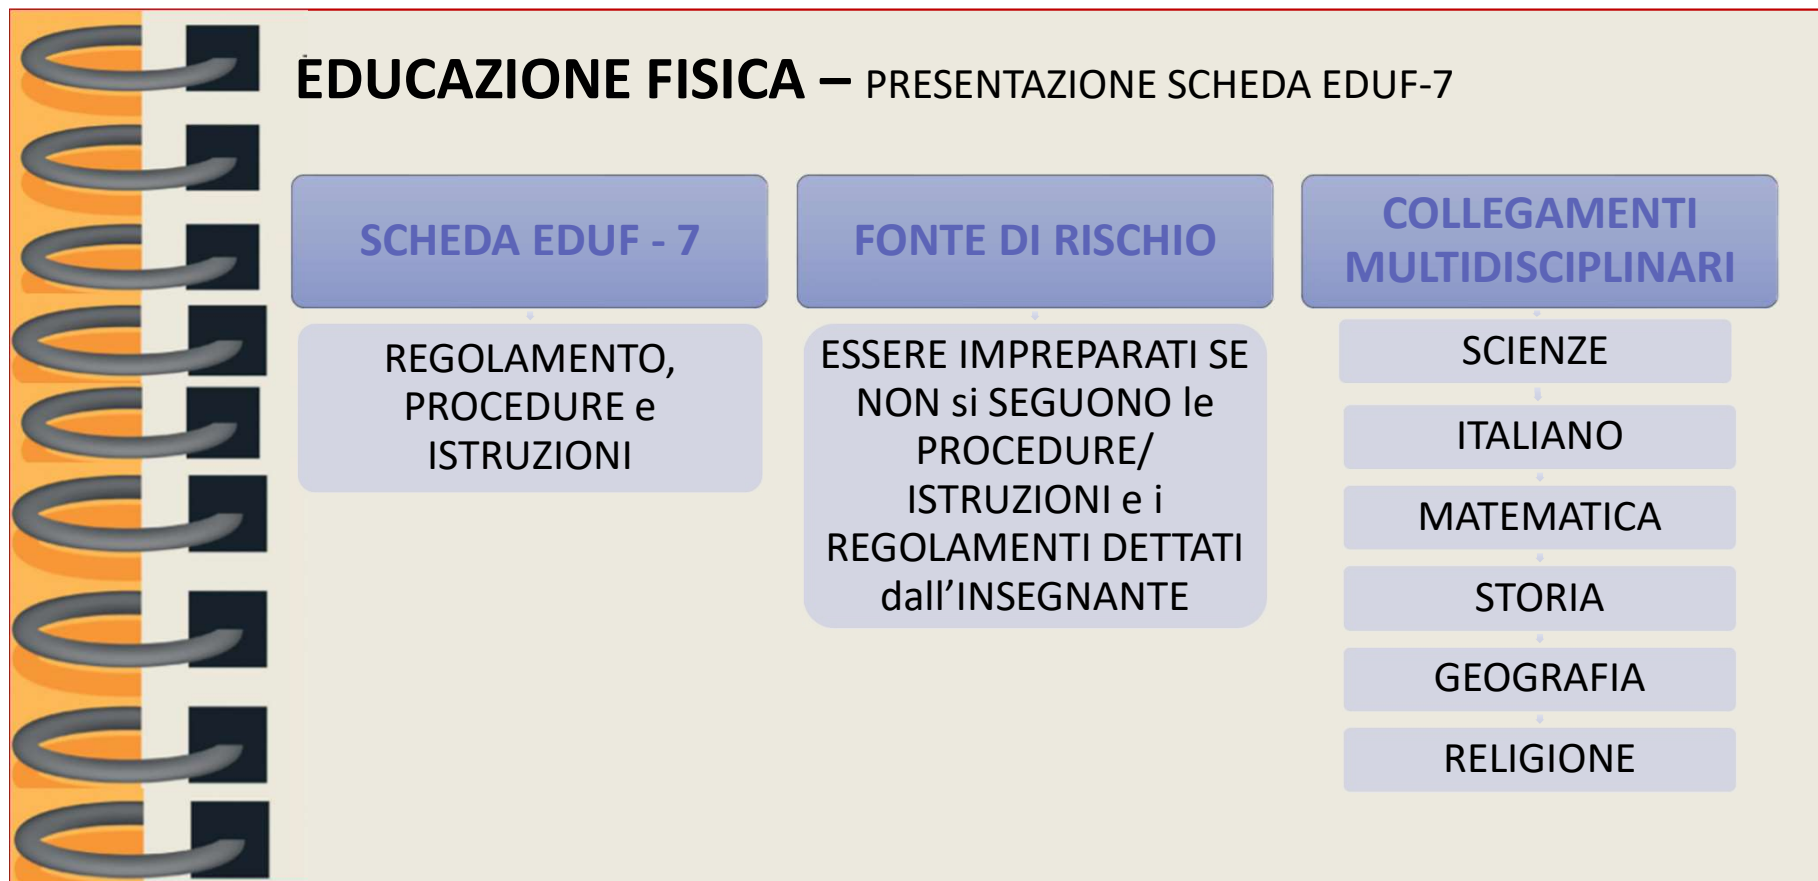 EDUCAZIONE FISICA – PRESENTAZIONE SCHEDA EDUF-7
SCHEDA EDUF - 7
REGOLAMENTO,
PROCEDURE e
ISTRUZIONI
FONTE DI RISCHIO
ESSERE IMPREPARATI SE
NON si SEGUONO le
PROCEDURE/
ISTRUZIONI e i
REGOLAMENTI DETTATI
dall’INSEGNANTE
COLLEGAMENTI
MULTIDISCIPLINARI
SCIENZE
ITALIANO
MATEMATICA
STORIA
GEOGRAFIA
RELIGIONE